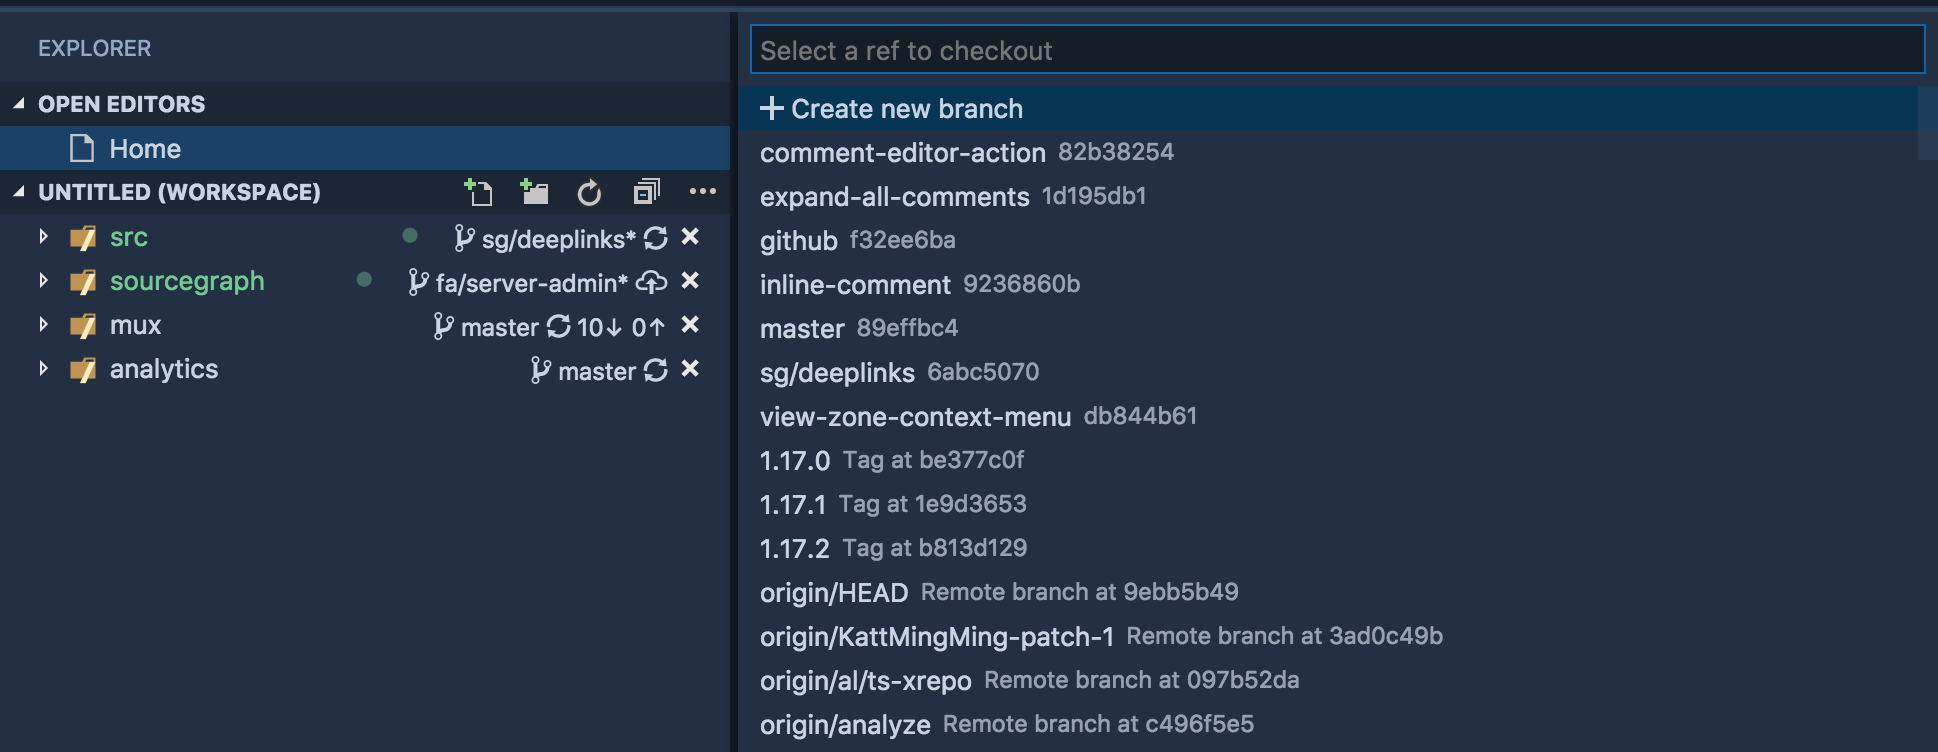 EXPLORER
OPEN EDITORS
Home
UNTITLED (WORKSPACE)
src sg/deeplinks*
sourcegraph fa/server-admin*
mux master 10↓ 0↑
analytics master
Select a ref to checkout
Create new branch
comment-editor-action 82b38254
expand-all-comments 1d195db1
github f32ee6ba
inline-comment 9236860b
master 89effbc4
sg/deeplinks 6abc5070
view-zone-context-menu db844b61
1.17.0 Tag at be377c0f
1.17.1 Tag at 1e9d3653
1.17.2 Tag at b813d129
origin/HEAD Remote branch at 9ebb5b49
origin/KattMingMing-patch-1 Remote branch at 3ad0c49b
origin/al/ts-xrepo Remote branch at 097b52da
origin/analyze Remote branch at c496f5e5